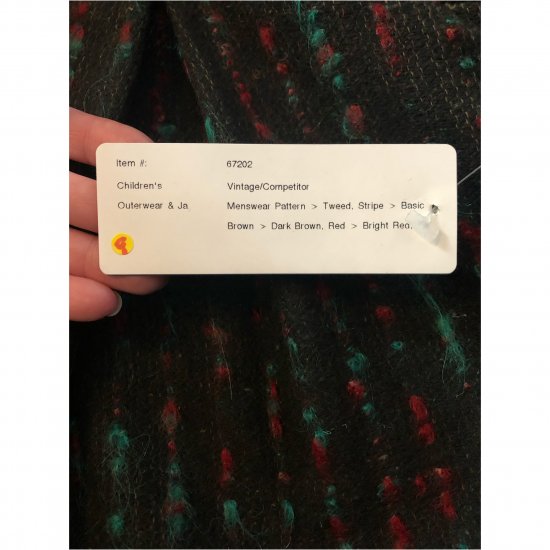 Item #: 67202
Children's Vintage/Competitor
Outerwear & Ja Menswear Pattern > Tweed, Stripe > Basic
Brown > Dark Brown, Red > Bright Red,